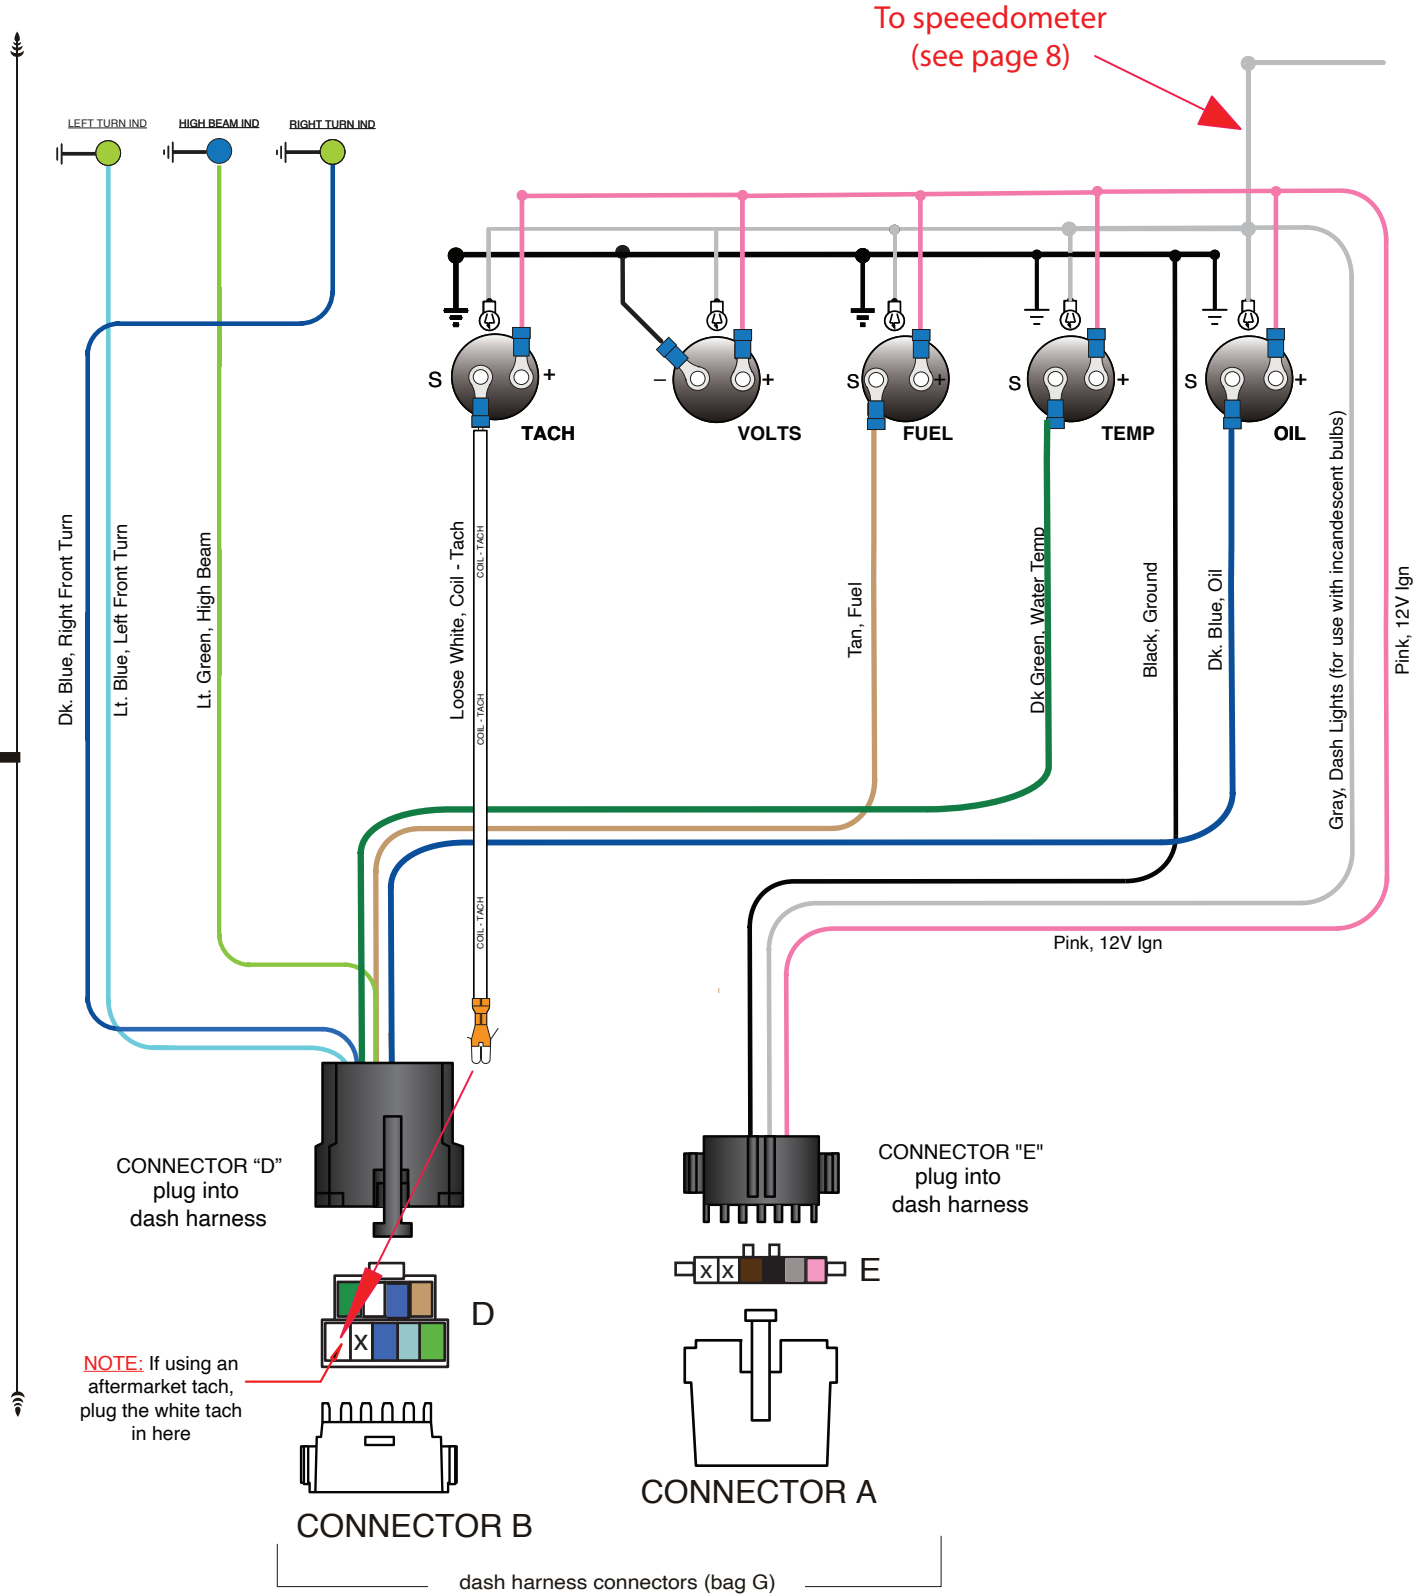 To speeedometer
(see page 8)
LEFT TURN IND
HIGH BEAM IND
RIGHT TURN IND
S
+
TACH
–
+
VOLTS
S
+
FUEL
S
+
TEMP
S
+
OIL
Dk. Blue, Right Front Turn
Lt. Blue, Left Front Turn
Lt. Green, High Beam
Loose White, Coil - Tach
COIL - TACH
COIL - TACH
COIL - TACH
Tan, Fuel
Dk Green, Water Temp
Black, Ground
Dk. Blue, Oil
Gray, Dash Lights (for use with incandescent bulbs)
Pink, 12V Ign
Pink, 12V Ign
CONNECTOR “D”
plug into
dash harness
CONNECTOR "E"
plug into
dash harness
X X
E
D
X
NOTE: If using an
aftermarket tach,
plug the white tach
in here
CONNECTOR A
CONNECTOR B
dash harness connectors (bag G)